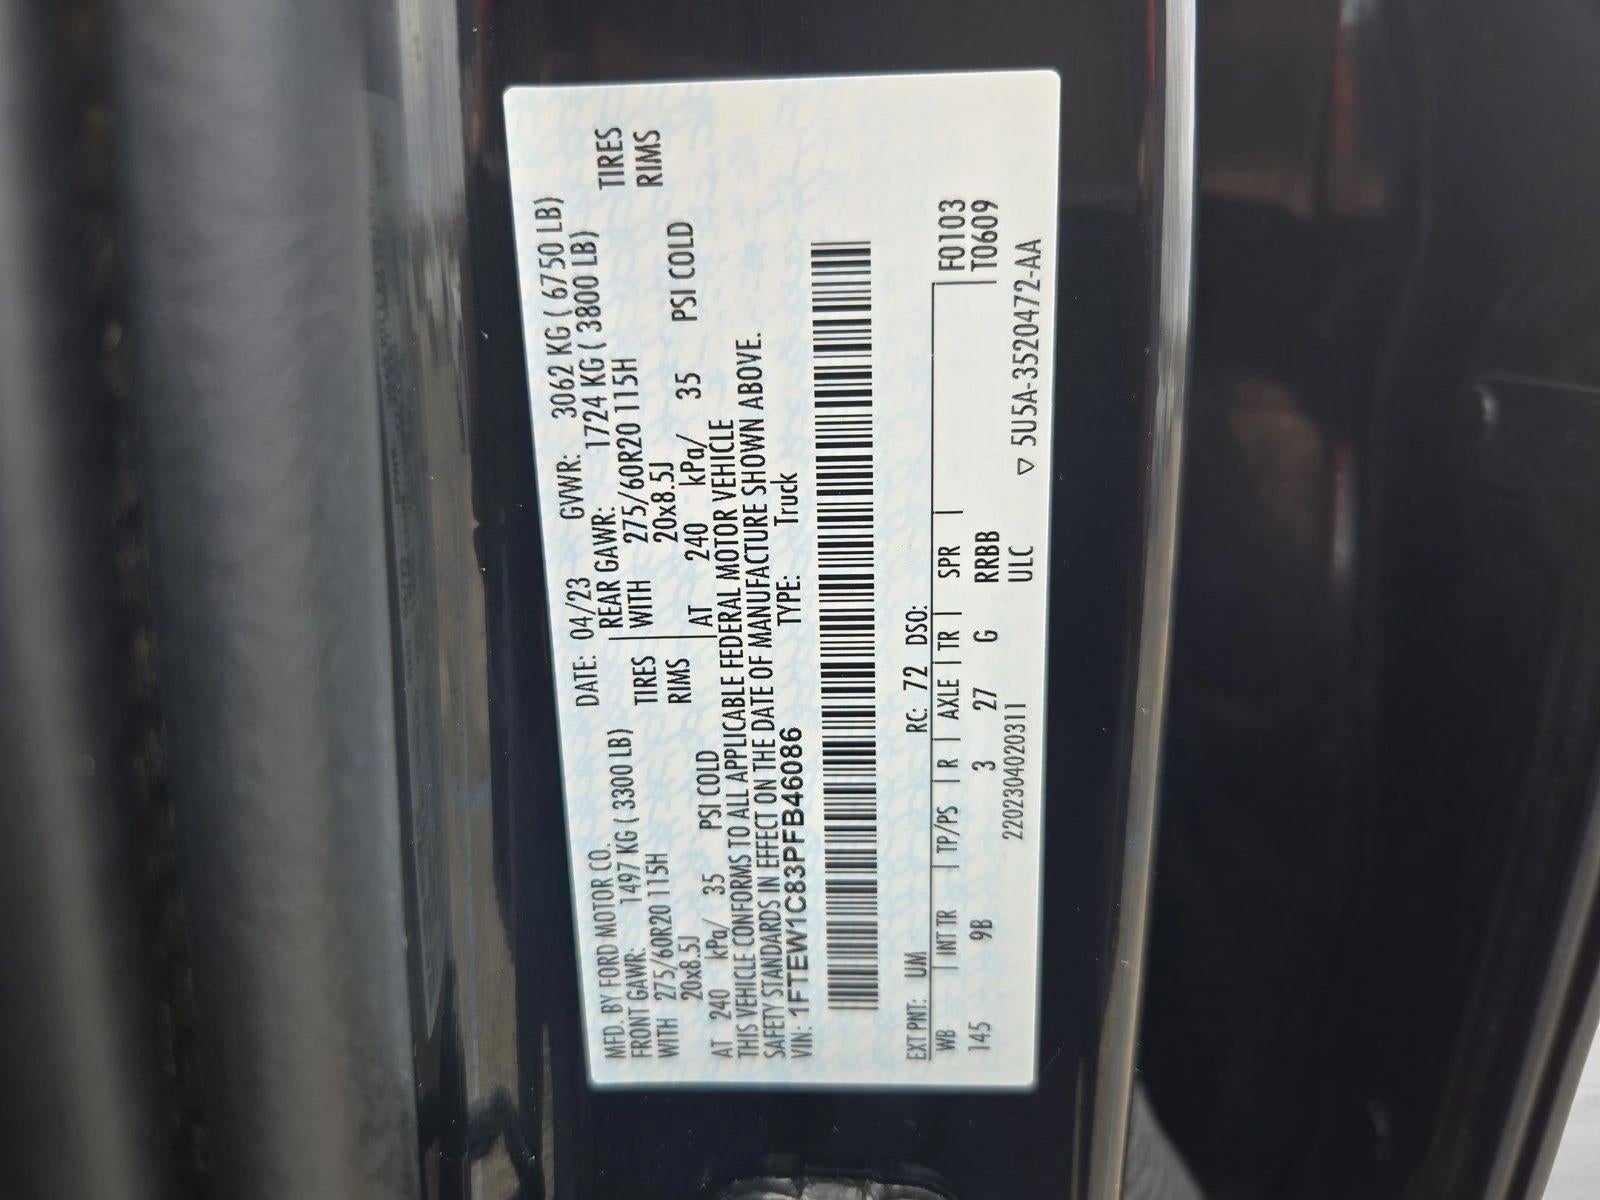 MFD. BY FORD MOTOR CO. DATE: 04/23 GVWR: 3062 KG ( 6750 LB)
FRONT GAWR: 1497 KG ( 3300 LB) REAR GAWR: 1724 KG ( 3800 LB)
WITH 275/60R20 115H TIRES WITH 275/60R20 115H TIRES
20x8.5J RIMS 20x8.5J RIMS
AT 240 kPa/ 35 PSI COLD AT 240 kPa/ 35 PSI COLD
THIS VEHICLE CONFORMS TO ALL APPLICABLE FEDERAL MOTOR VEHICLE
SAFETY STANDARDS IN EFFECT ON THE DATE OF MANUFACTURE SHOWN ABOVE.
VIN: 1FTEW1C83PFB46086 TYPE: Truck
EXT PNT: UM RC: 72 DSO:
WB | INT TR | TP/PS | R | AXLE | TR | SPR | F0103
145 9B 3 27 G RRBB T0609
2202304020311 ULC ▽ 5U5A-3520472-AA